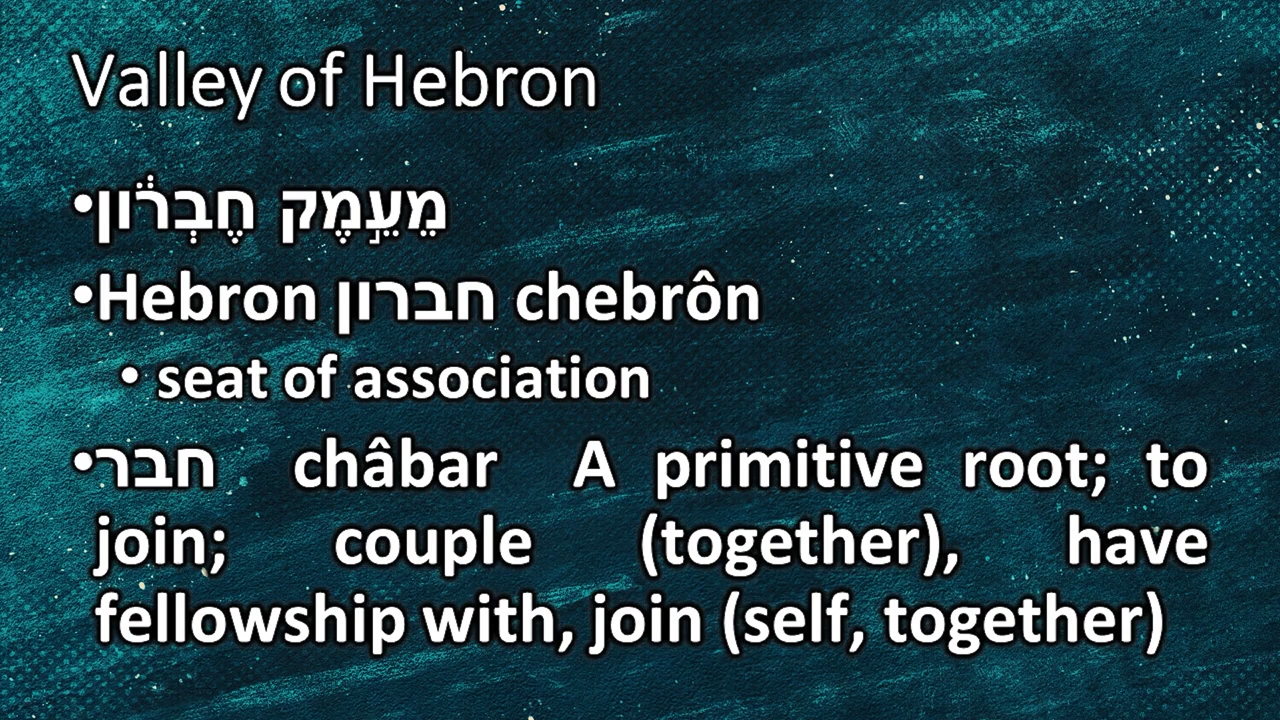 Valley of Hebron
•מֵעֵ֣מֶק חֶבְר֔וֹן
•Hebron חברון chebrôn
• seat of association
•חבר châbar A primitive root; to
join; couple (together), have
fellowship with, join (self, together)